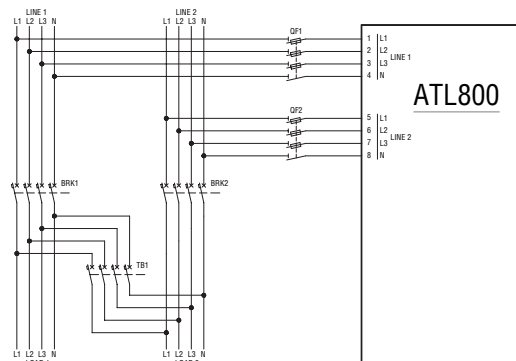 LINE 1
L1 L2 L3 N
LINE 2
L1 L2 L3 N
QF1
1 L1
2 L2
3 L3
4 N
LINE 1
ATL800
QF2
5 L1
6 L2
7 L3
8 N
LINE 2
BRK1
BRK2
TB1
L1 L2 L3 N
L1 L2 L3 N